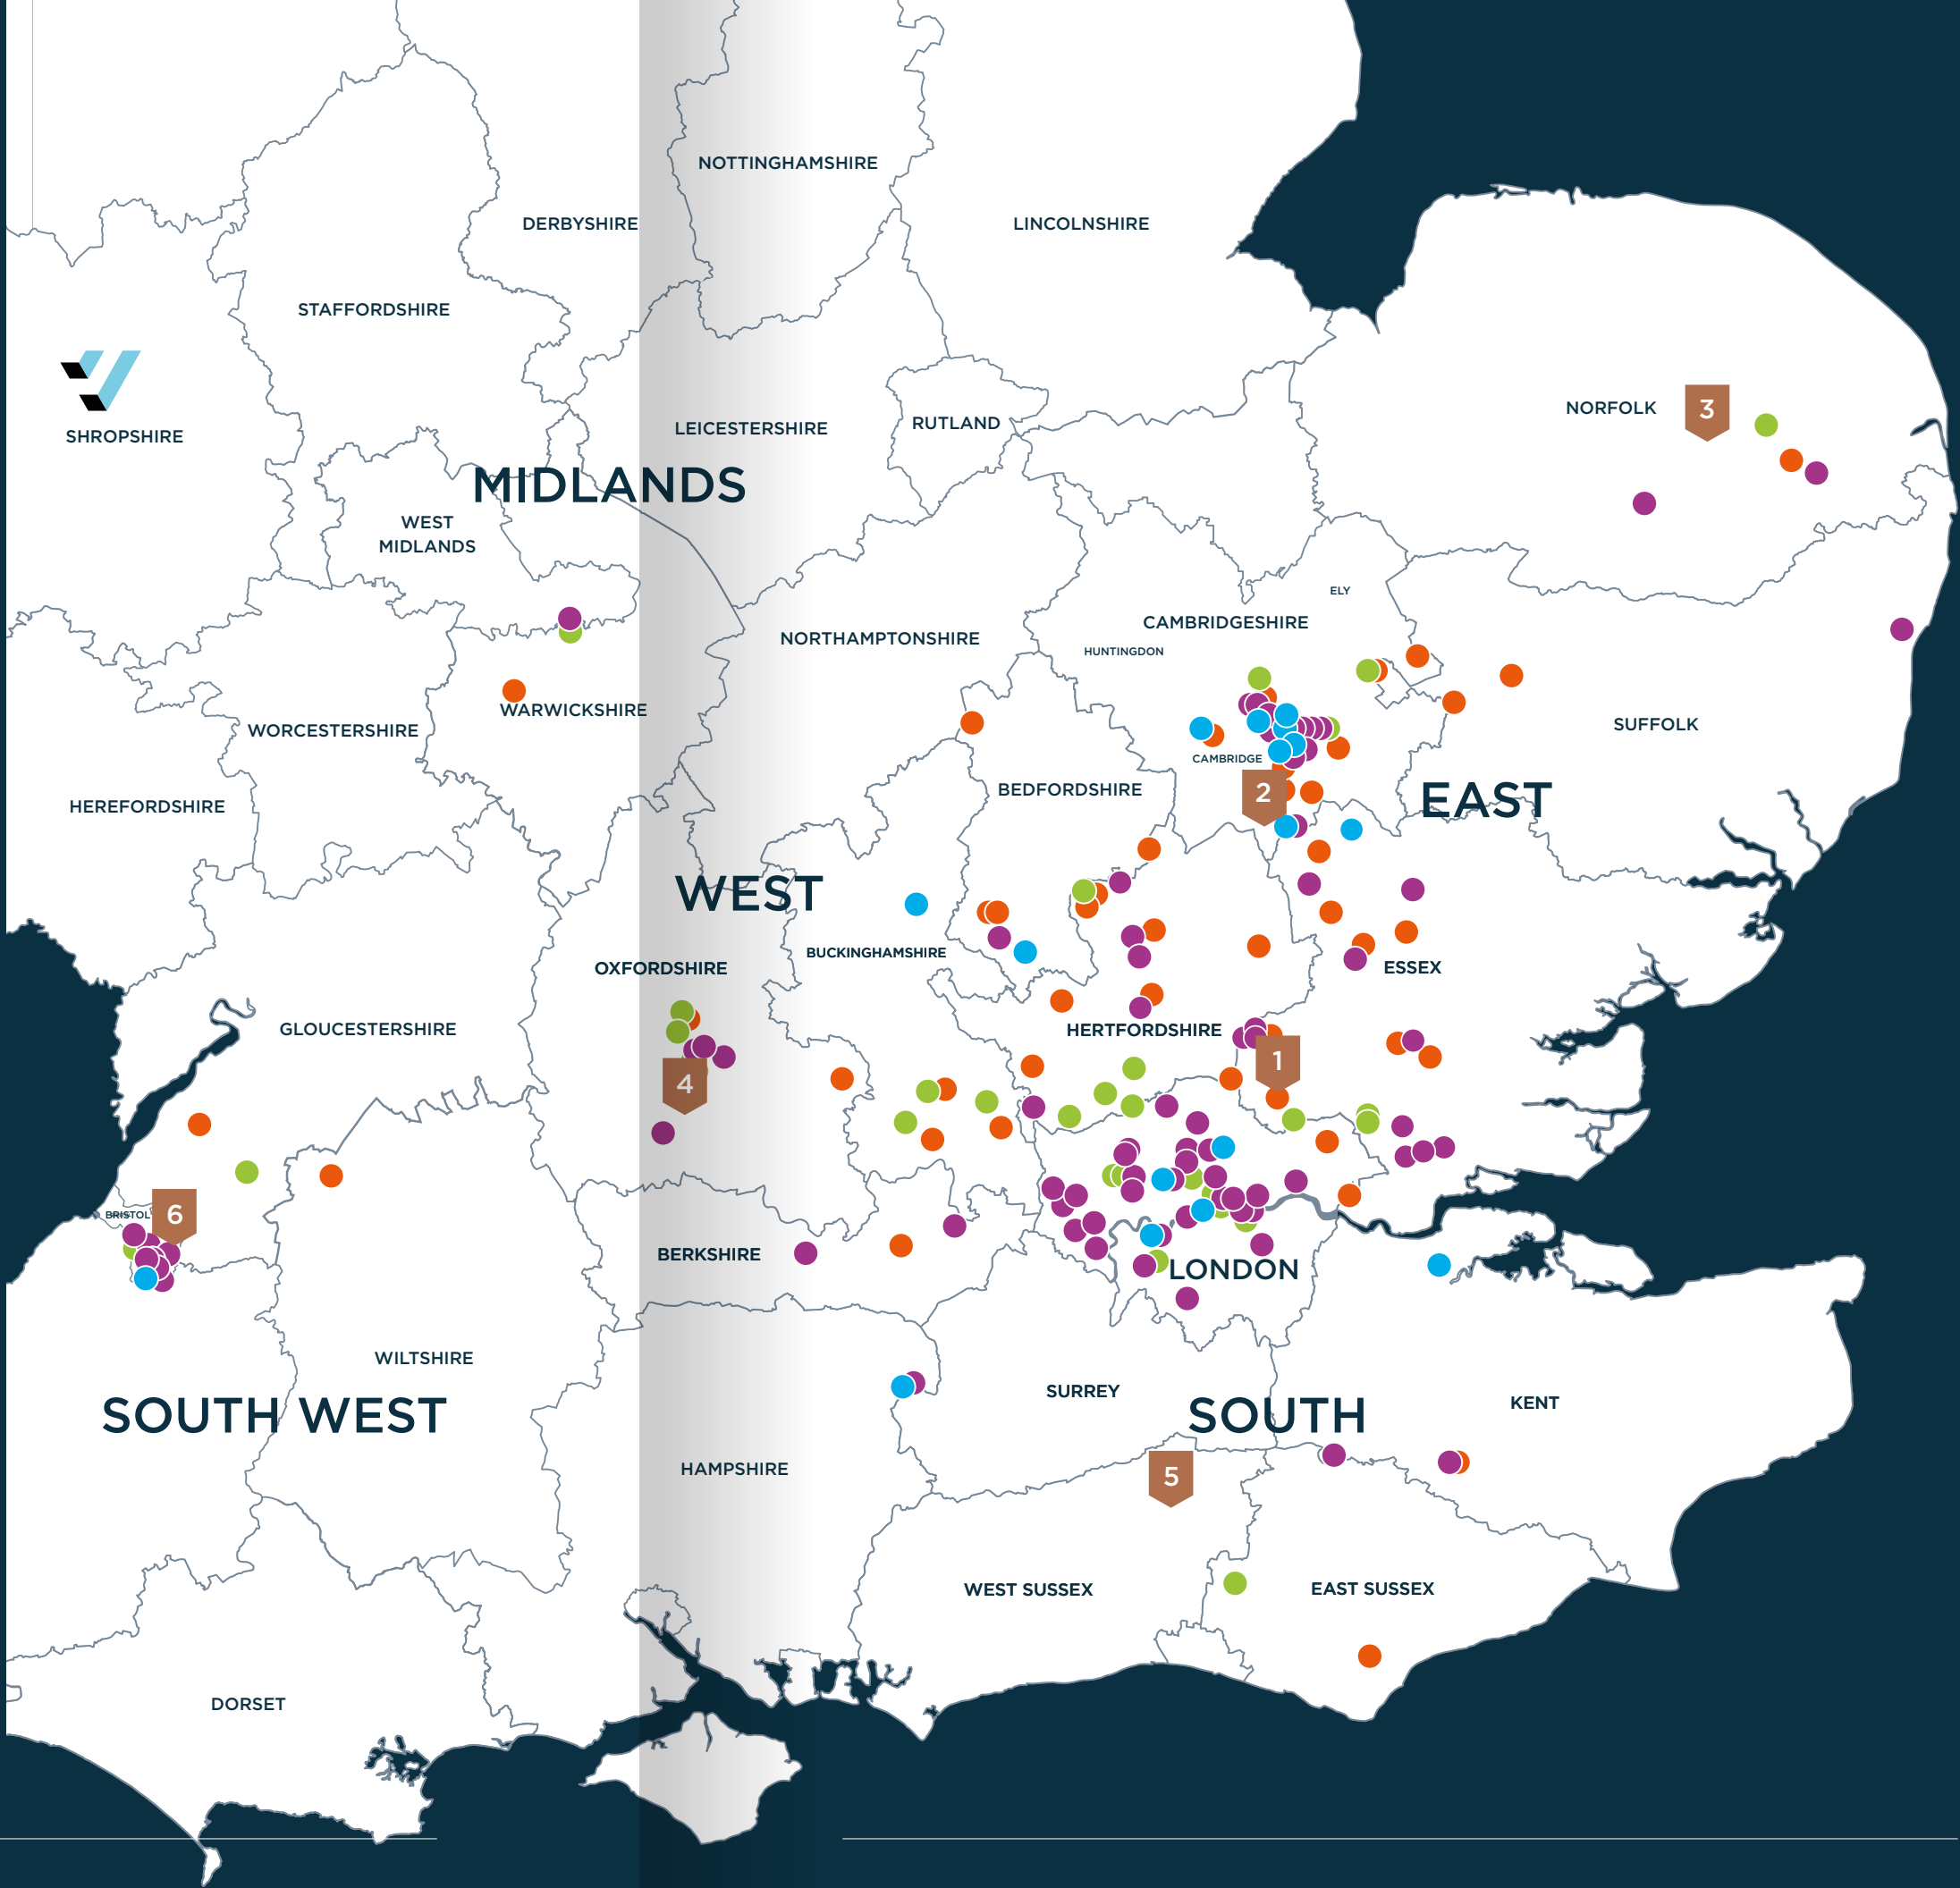 NOTTINGHAMSHIRE
DERBYSHIRE
LINCOLNSHIRE
STAFFORDSHIRE
NORFOLK
3
SHROPSHIRE
LEICESTERSHIRE
RUTLAND
MIDLANDS
WEST
MIDLANDS
ELY
CAMBRIDGESHIRE
NORTHAMPTONSHIRE
HUNTINGDON
WARWICKSHIRE
WORCESTERSHIRE
SUFFOLK
CAMBRIDGE
HEREFORDSHIRE
BEDFORDSHIRE
2
EAST
WEST
BUCKINGHAMSHIRE
OXFORDSHIRE
ESSEX
GLOUCESTERSHIRE
HERTFORDSHIRE
1
4
BRISTOL
6
BERKSHIRE
LONDON
WILTSHIRE
SURREY
KENT
SOUTH WEST
SOUTH
HAMPSHIRE
5
WEST SUSSEX
EAST SUSSEX
DORSET